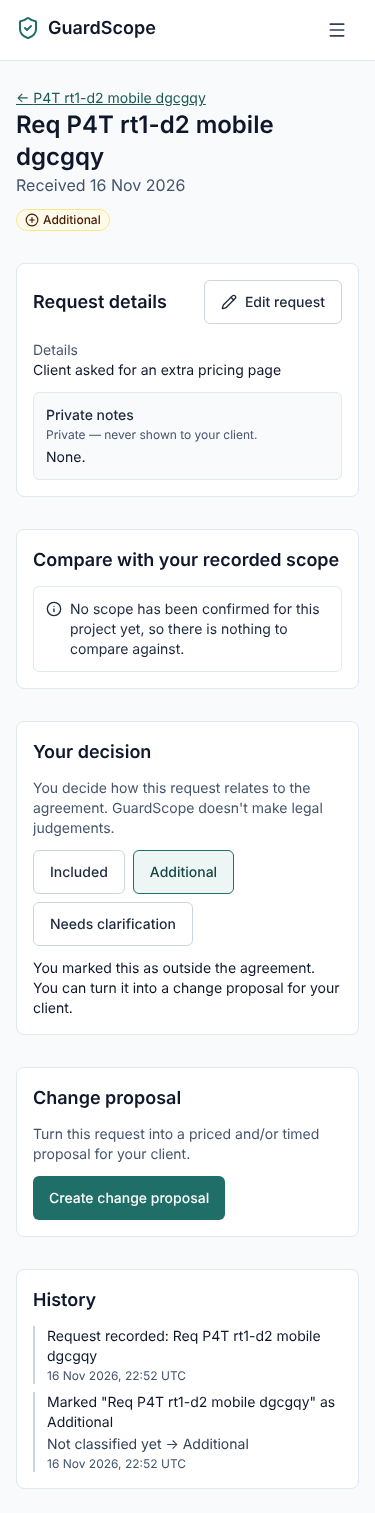 GuardScope
← P4T rt1-d2 mobile dgcgqy
Req P4T rt1-d2 mobile
dgcgqy
Received 16 Nov 2026
Additional
Request details
Edit request
Details
Client asked for an extra pricing page
Private notes
Private — never shown to your client.
None.
Compare with your recorded scope
No scope has been confirmed for this
project yet, so there is nothing to
compare against.
Your decision
You decide how this request relates to the
agreement. GuardScope doesn't make legal
judgements.
Included
Additional
Needs clarification
You marked this as outside the agreement.
You can turn it into a change proposal for your
client.
Change proposal
Turn this request into a priced and/or timed
proposal for your client.
Create change proposal
History
Request recorded: Req P4T rt1-d2 mobile
dgcgqy
16 Nov 2026, 22:52 UTC
Marked "Req P4T rt1-d2 mobile dgcgqy" as
Additional
Not classified yet → Additional
16 Nov 2026, 22:52 UTC